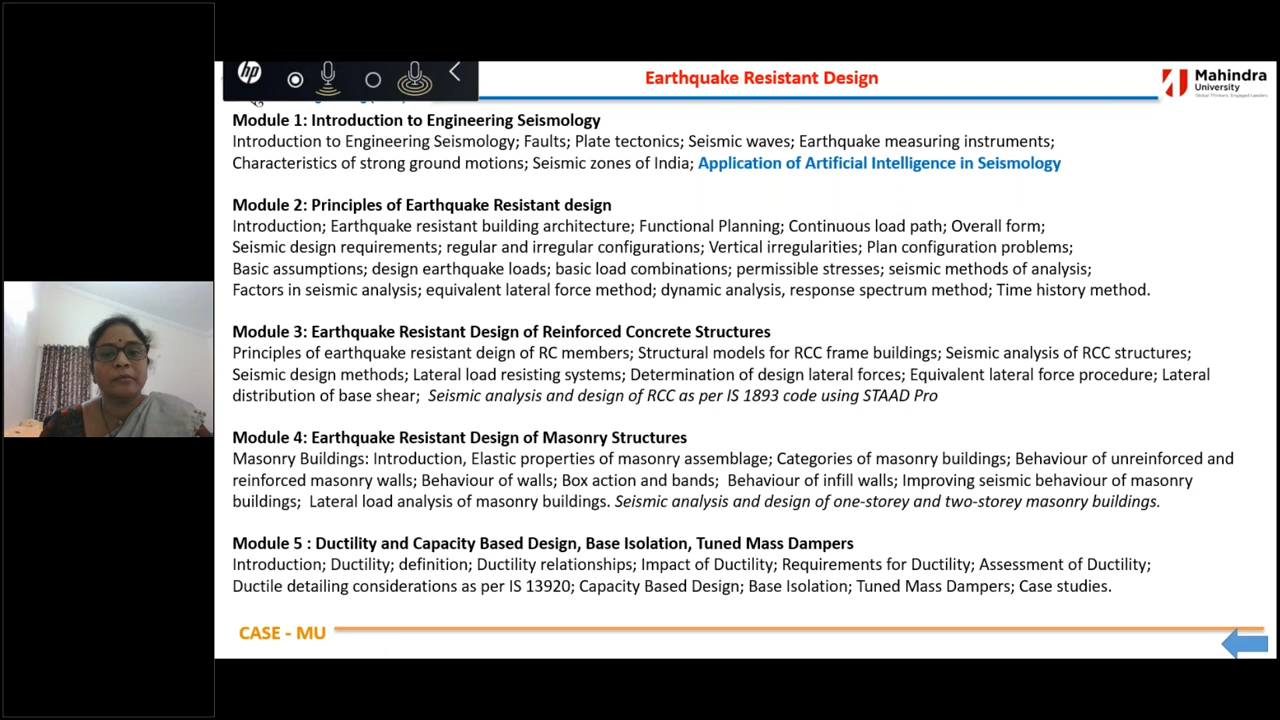 hp
Earthquake Resistant Design
Mahindra
University
Global Thinkers. Engaged Leaders.
Module 1: Introduction to Engineering Seismology
Introduction to Engineering Seismology; Faults; Plate tectonics; Seismic waves; Earthquake measuring instruments;
Characteristics of strong ground motions; Seismic zones of India; Application of Artificial Intelligence in Seismology
Module 2: Principles of Earthquake Resistant design
Introduction; Earthquake resistant building architecture; Functional Planning; Continuous load path; Overall form;
Seismic design requirements; regular and irregular configurations; Vertical irregularities; Plan configuration problems;
Basic assumptions; design earthquake loads; basic load combinations; permissible stresses; seismic methods of analysis;
Factors in seismic analysis; equivalent lateral force method; dynamic analysis, response spectrum method; Time history method.
Module 3: Earthquake Resistant Design of Reinforced Concrete Structures
Principles of earthquake resistant deign of RC members; Structural models for RCC frame buildings; Seismic analysis of RCC structures;
Seismic design methods; Lateral load resisting systems; Determination of design lateral forces; Equivalent lateral force procedure; Lateral
distribution of base shear; Seismic analysis and design of RCC as per IS 1893 code using STAAD Pro
Module 4: Earthquake Resistant Design of Masonry Structures
Masonry Buildings: Introduction, Elastic properties of masonry assemblage; Categories of masonry buildings; Behaviour of unreinforced and
reinforced masonry walls; Behaviour of walls; Box action and bands; Behaviour of infill walls; Improving seismic behaviour of masonry
buildings; Lateral load analysis of masonry buildings. Seismic analysis and design of one-storey and two-storey masonry buildings.
Module 5 : Ductility and Capacity Based Design, Base Isolation, Tuned Mass Dampers
Introduction; Ductility; definition; Ductility relationships; Impact of Ductility; Requirements for Ductility; Assessment of Ductility;
Ductile detailing considerations as per IS 13920; Capacity Based Design; Base Isolation; Tuned Mass Dampers; Case studies.
CASE - MU